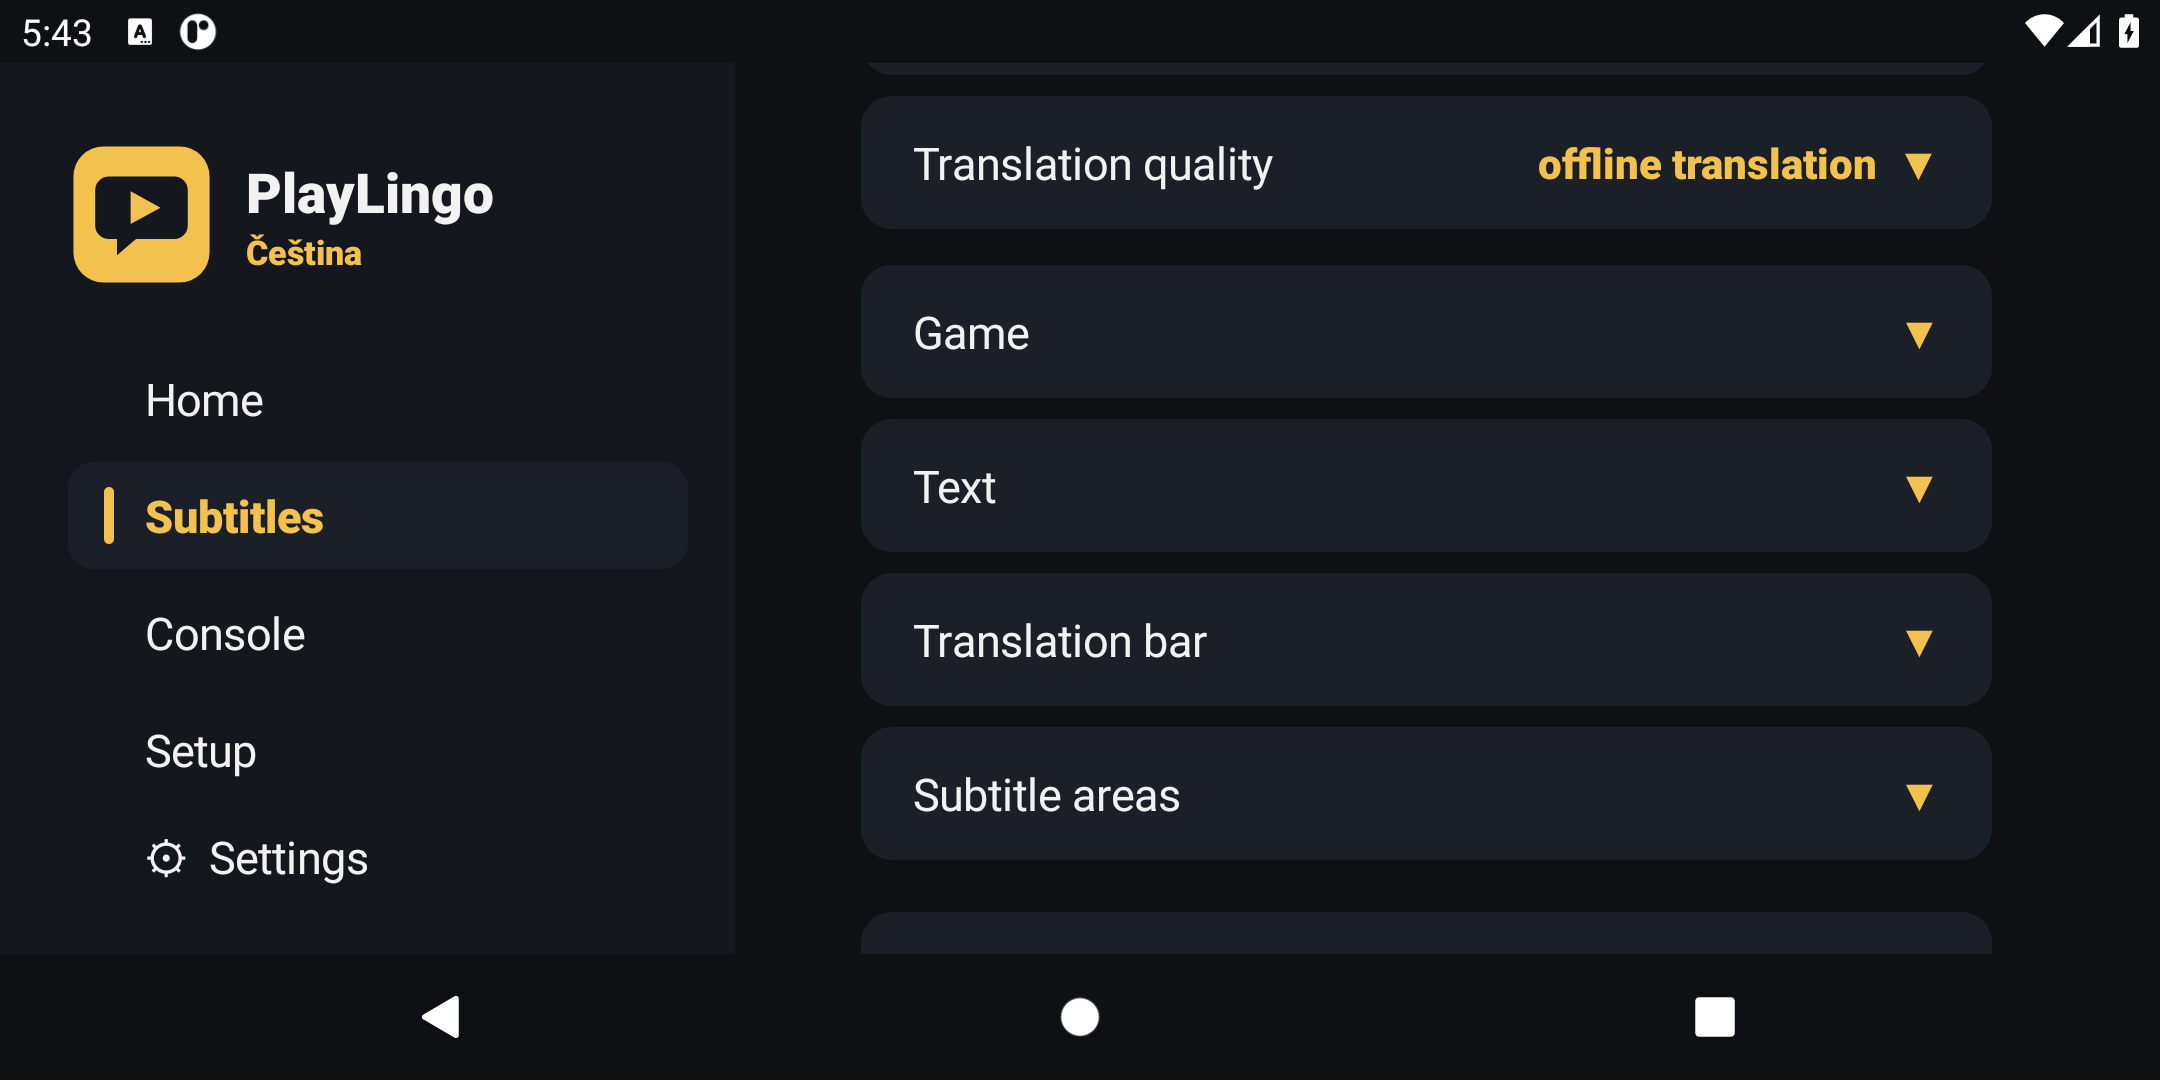 5:43
PlayLingo
Čeština
Home
Subtitles
Console
Setup
Settings
Translation quality offline translation ▼
Game ▼
Text ▼
Translation bar ▼
Subtitle areas ▼